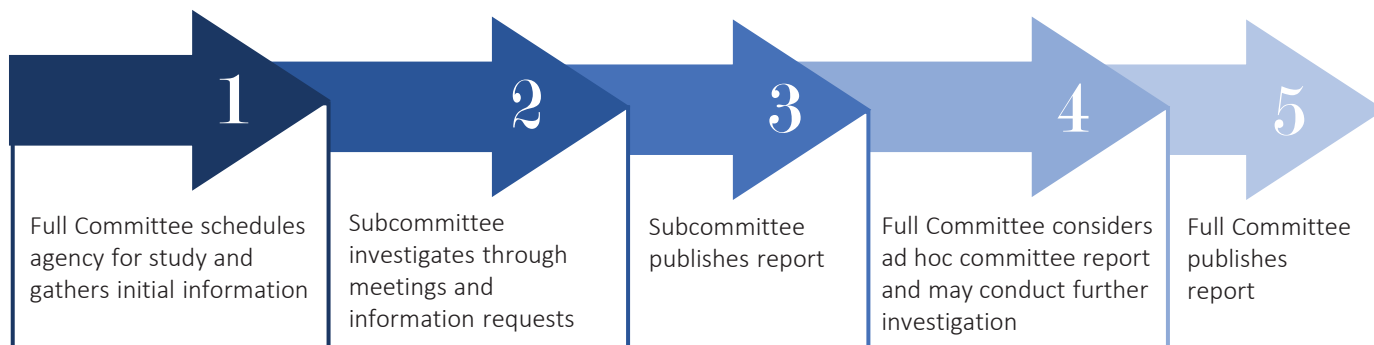 1
Full Committee schedules
agency for study and
gathers initial information
2
Subcommittee
investigates through
meetings and
information requests
3
Subcommittee
publishes report
4
Full Committee considers
ad hoc committee report
and may conduct further
investigation
5
Full Committee
publishes
report